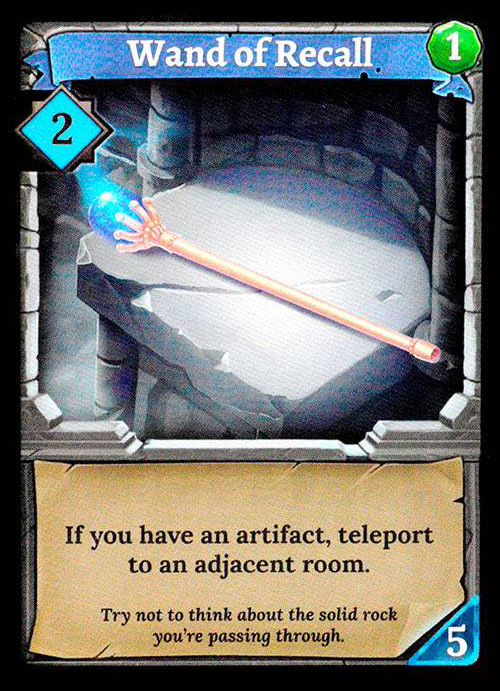 Wand of Recall
1
2
If you have an artifact, teleport
to an adjacent room.
Try not to think about the solid rock
you're passing through.
5